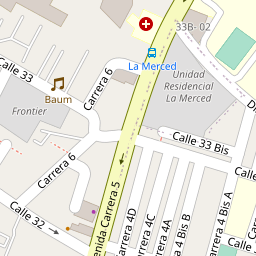 33B- 02
La Merced
Calle 33
Carrera 6
Unidad
Residencial
La Merced
Baum
Frontier
Calle 33 Bis
Carrera 6
Calle 32
enida Carrera 5
Carrera 4D
Carrera 4C
Carrera 4A
4 Bis B
Carrera 4 Bis A